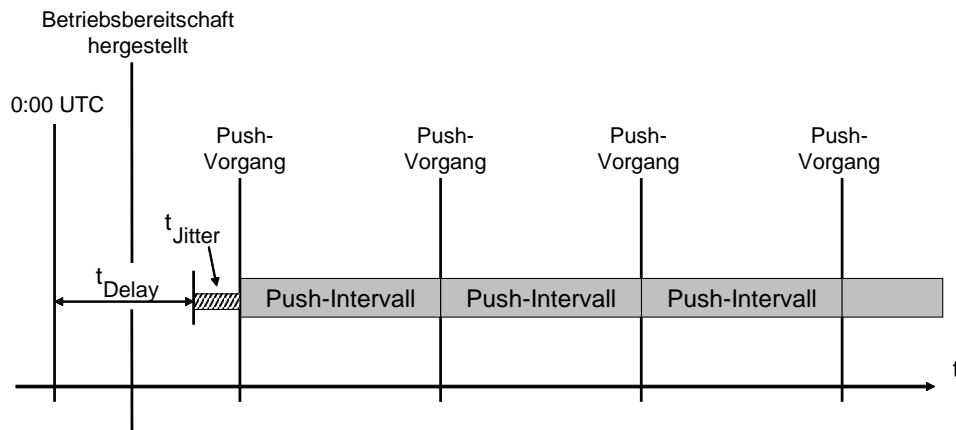 Betriebsbereitschaft
hergestellt
0:00 UTC
Push-
Vorgang
Push-
Vorgang
Push-
Vorgang
Push-
Vorgang
t Jitter
t Delay
Push-Intervall
Push-Intervall
Push-Intervall
t